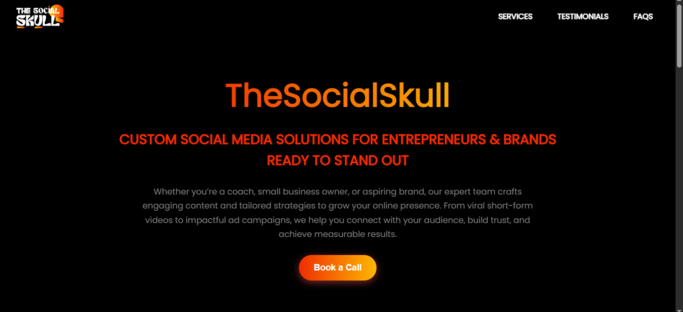 THE SOCIAL
SKULL
SERVICES
TESTIMONIALS
FAQS
TheSocialSkull
CUSTOM SOCIAL MEDIA SOLUTIONS FOR ENTREPRENEURS & BRANDS
READY TO STAND OUT
Whether you're a coach, small business owner, or aspiring brand, our expert team crafts
engaging content and tailored strategies to grow your online presence. From viral short-form
videos to impactful ad campaigns, we help you connect with your audience, build trust, and
achieve measurable results.
Book a Call